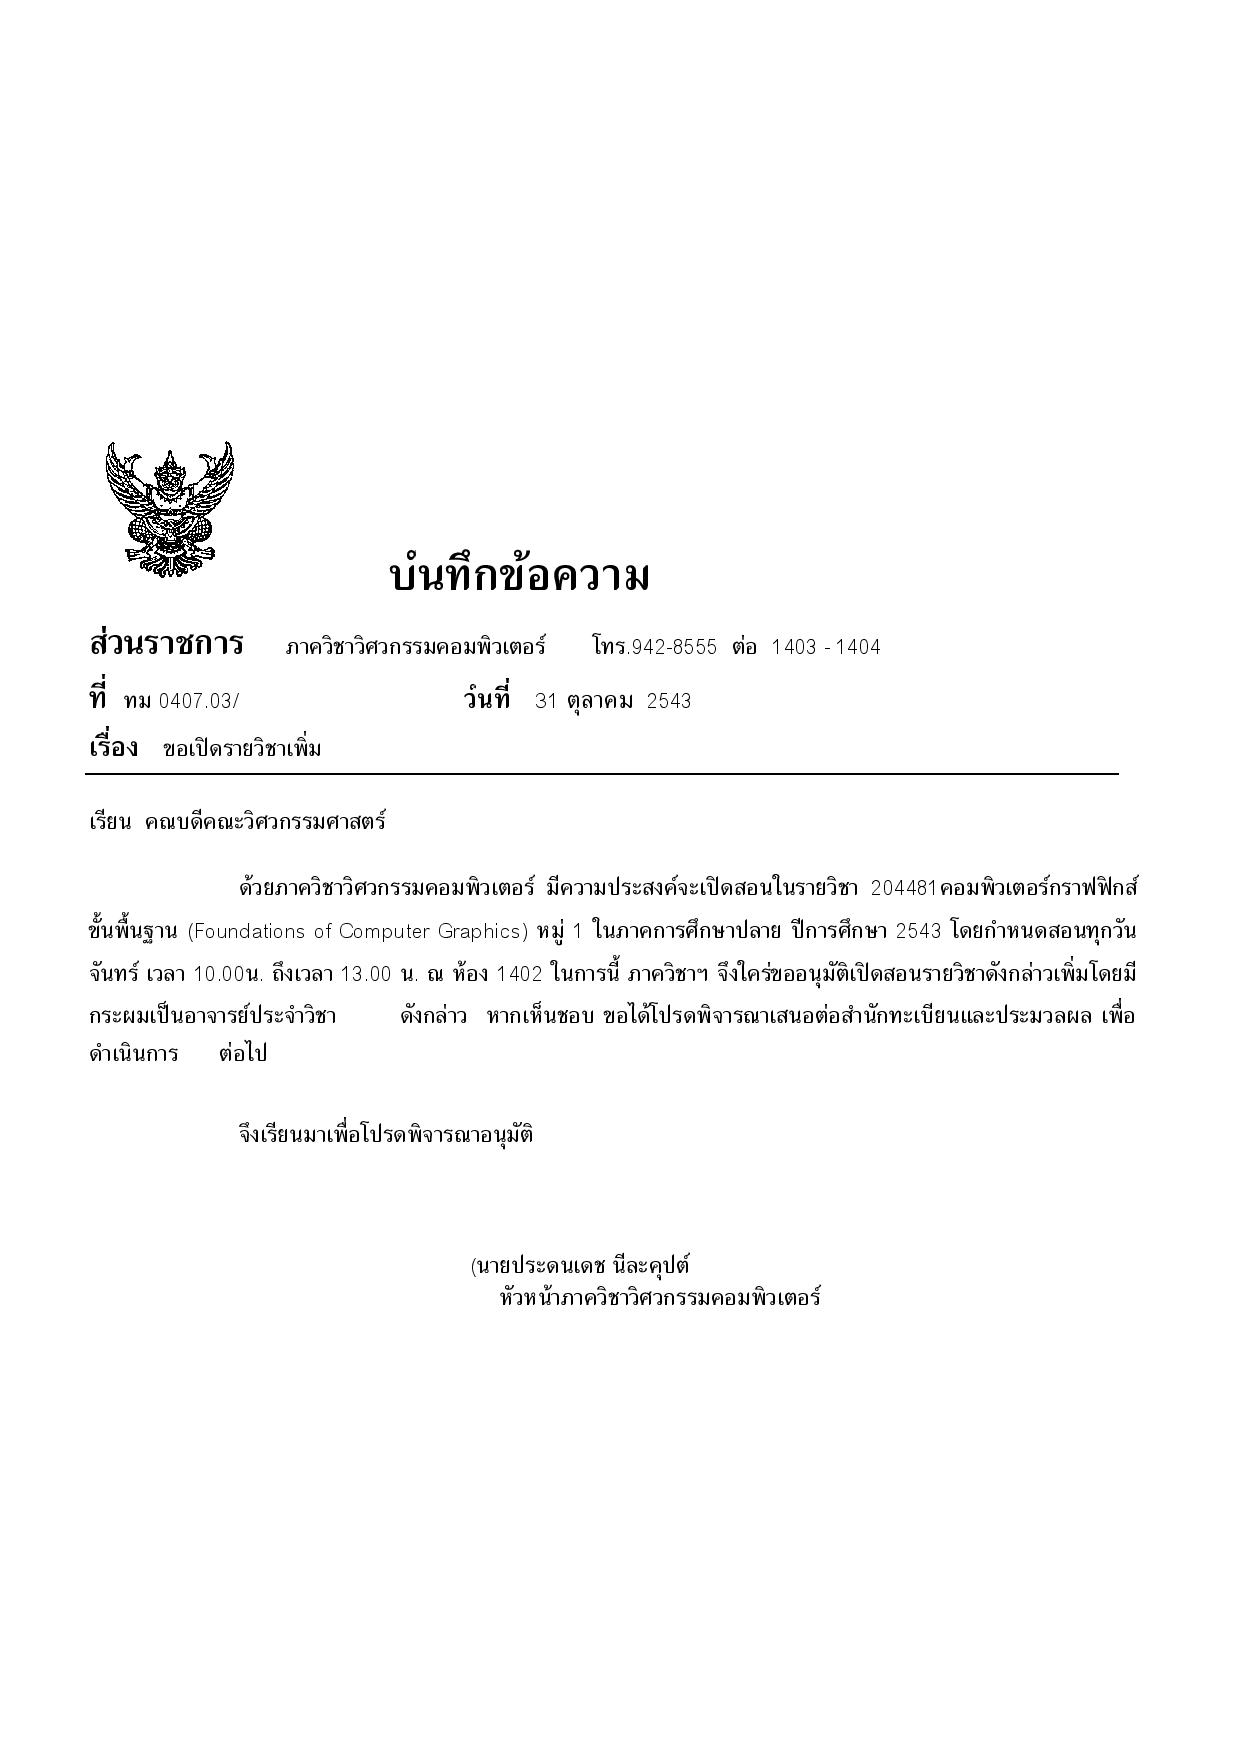 บันทึกข้อความ
ส่วนราชการ ภาควิชาวิศวกรรมคอมพิวเตอร์ โทร.942-8555 ต่อ 1403 - 1404
ที่ ทม 0407.03/ วันที่ 31 ตุลาคม 2543
เรื่อง ขอเปิดรายวิชาเพิ่ม
เรียน คณบดีคณะวิศวกรรมศาสตร์
ด้วยภาควิชาวิศวกรรมคอมพิวเตอร์ มีความประสงค์จะเปิดสอนในรายวิชา 204481คอมพิวเตอร์กราฟฟิกส์
ขั้นพื้นฐาน (Foundations of Computer Graphics) หมู่ 1 ในภาคการศึกษาปลาย ปีการศึกษา 2543 โดยกำหนดสอนทุกวัน
จันทร์ เวลา 10.00น. ถึงเวลา 13.00 น. ณ ห้อง 1402 ในการนี้ ภาควิชาฯ จึงใคร่ขออนุมัติเปิดสอนรายวิชาดังกล่าวเพิ่มโดยมี
กระผมเป็นอาจารย์ประจำวิชา ดังกล่าว หากเห็นชอบ ขอได้โปรดพิจารณาเสนอต่อสำนักทะเบียนและประมวลผล เพื่อ
ดำเนินการ ต่อไป
จึงเรียนมาเพื่อโปรดพิจารณาอนุมัติ
(นายประดนเดช นีละคุปต์
หัวหน้าภาควิชาวิศวกรรมคอมพิวเตอร์